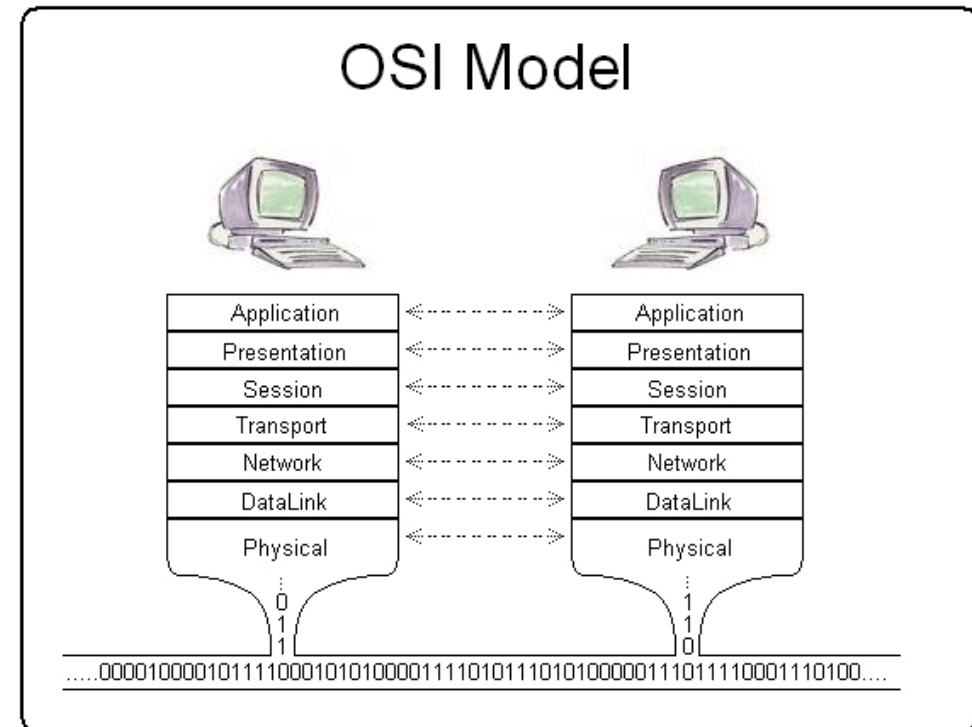 OSI Model
Application Application
Presentation Presentation
Session Session
Transport Transport
Network Network
DataLink DataLink
Physical Physical
0 1
1 1
1 0
.....00001000010111100010101000011110101110101000001110111100011110100....